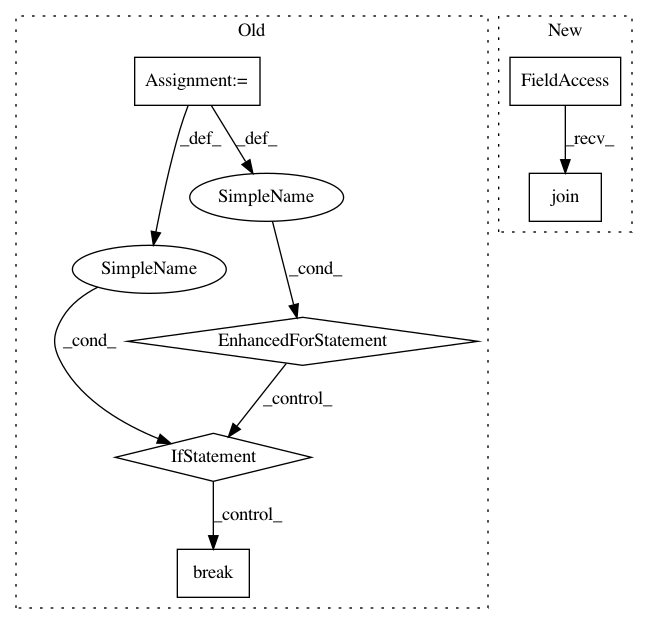 Old
New
Assignment:=
FieldAccess
_def_
_def_
_recv_
SimpleName
join
SimpleName
_cond_
_cond_
EnhancedForStatement
_control_
IfStatement
_control_
break